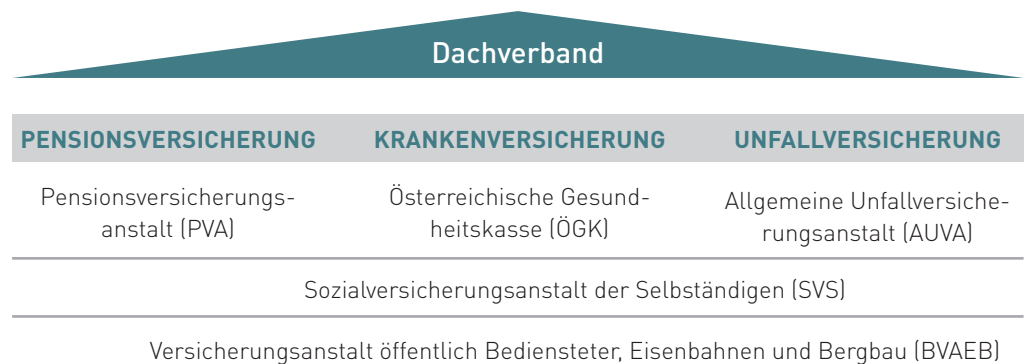 Dachverband
PENSIONSVERSICHERUNG KRANKENVERSICHERUNG UNFALLVERSICHERUNG
Pensionsversicherungs-
anstalt (PVA)
Österreichische Gesund-
heitskasse (ÖGK)
Allgemeine Unfallversiche-
rungsanstalt (AUVA)
Sozialversicherungsanstalt der Selbständigen (SVS)
Versicherungsanstalt öffentlich Bediensteter, Eisenbahnen und Bergbau (BVAEB)